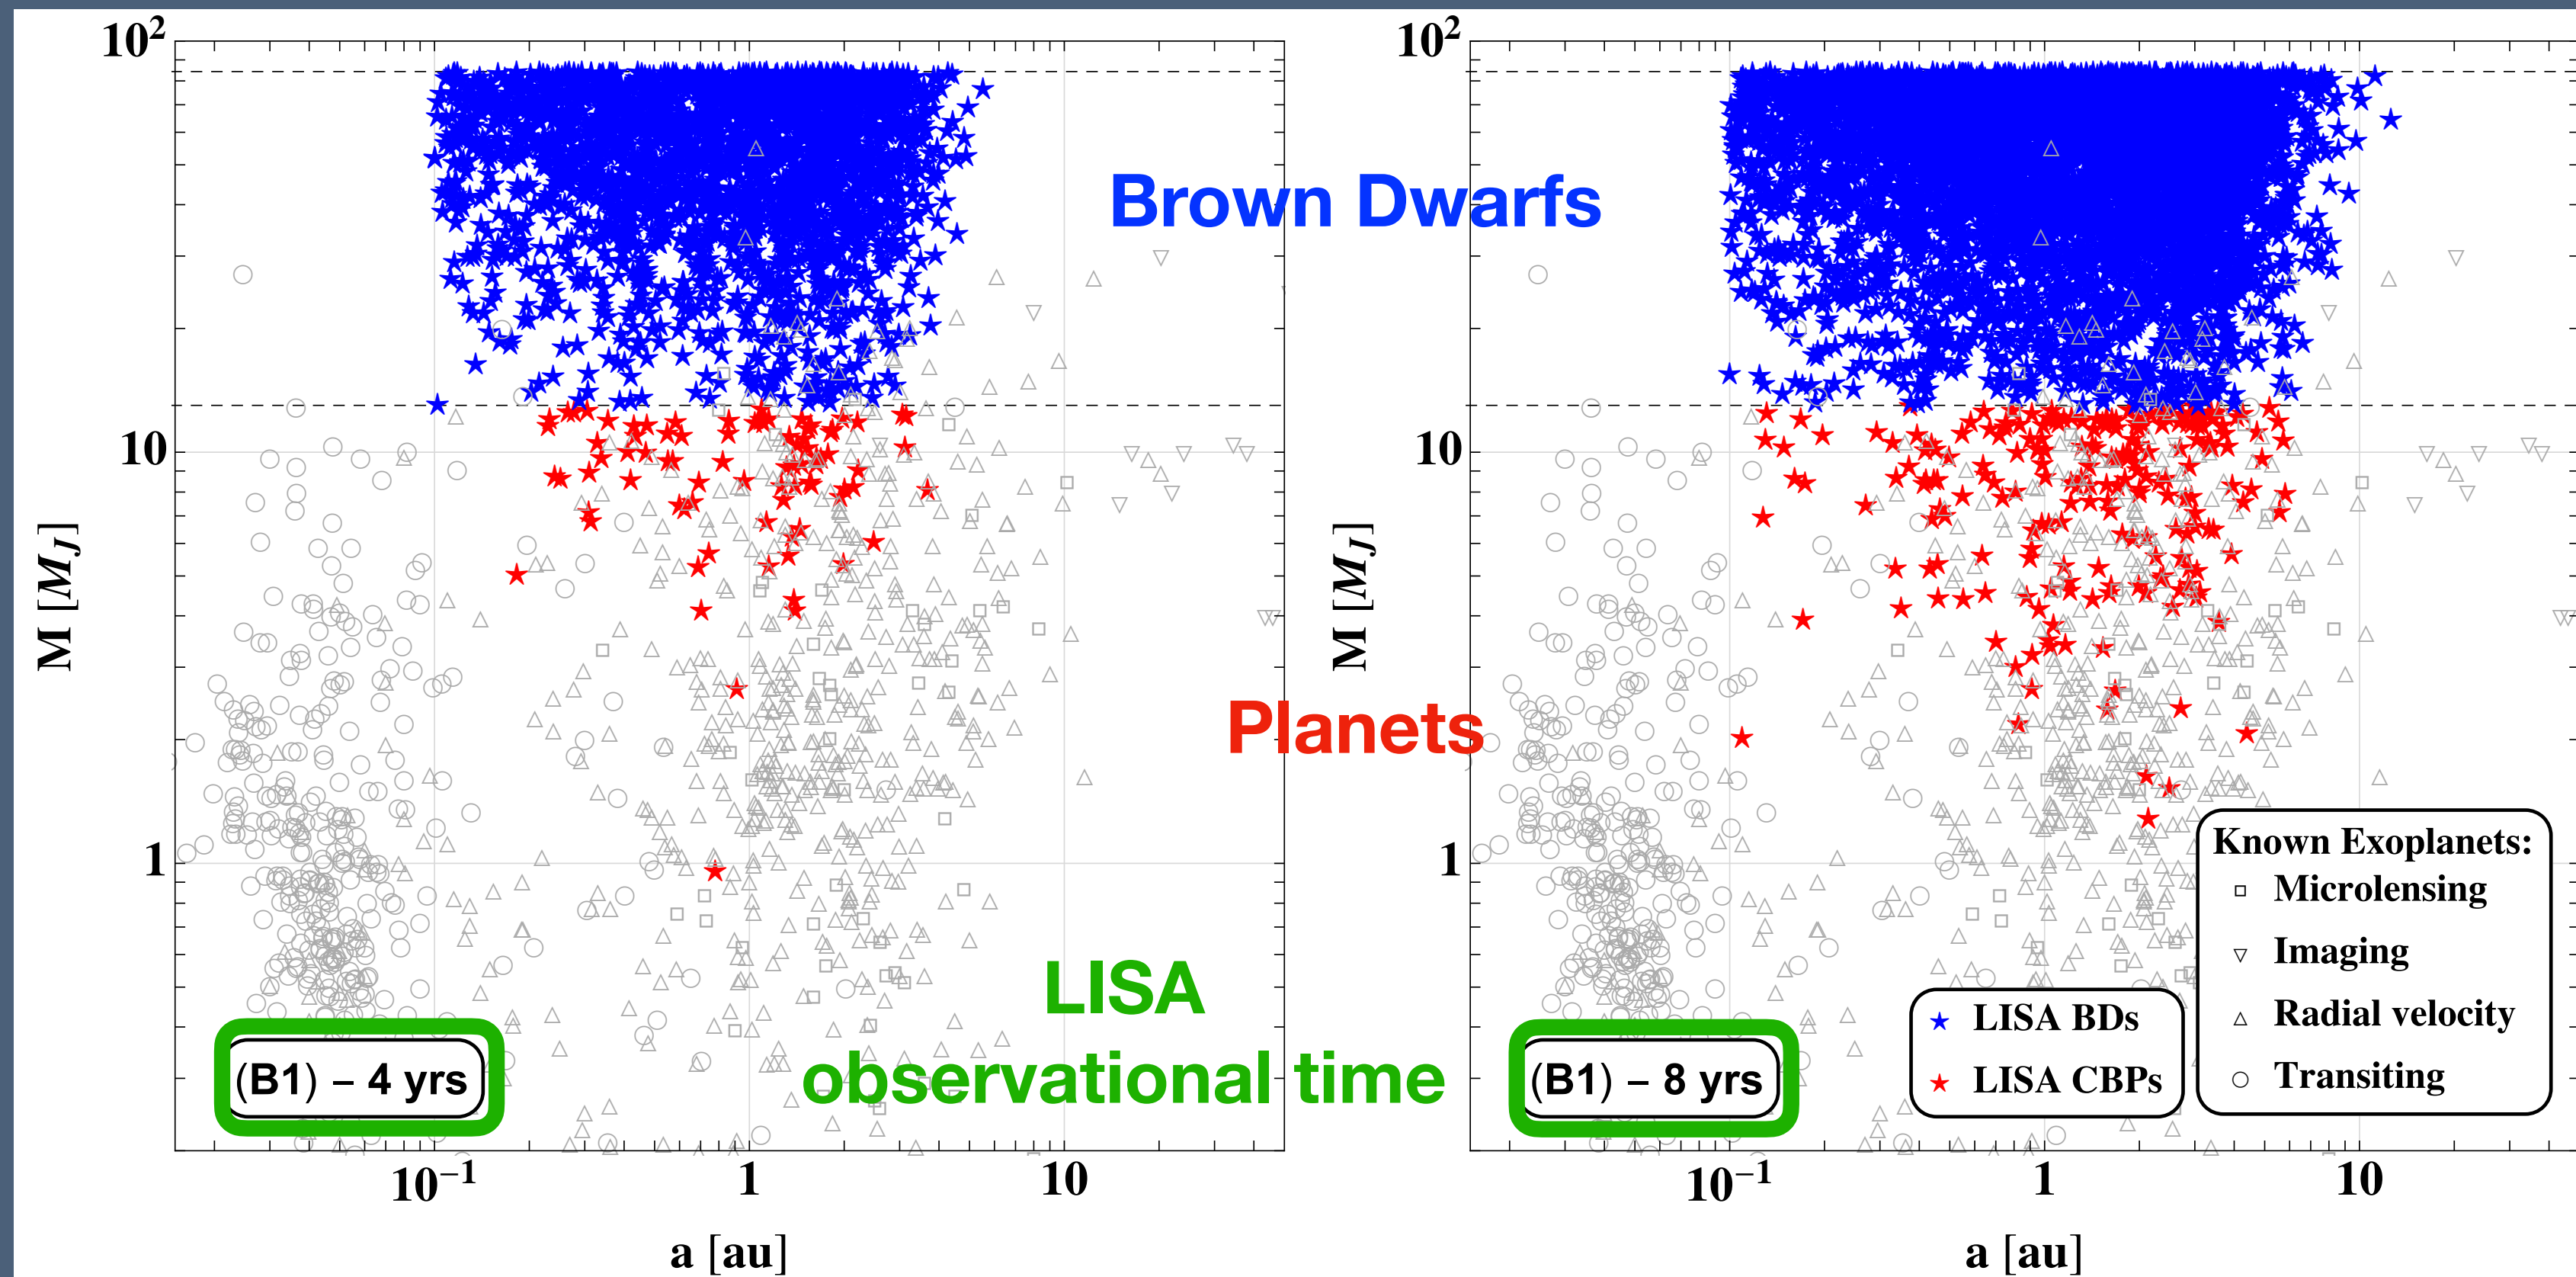 10²
10
1
M [M_J]
10⁻¹
1
10
a [au]
(B1) – 4 yrs
Brown Dwarfs
Planets
LISA
observational time
10²
10
1
M [M_J]
10⁻¹
1
10
a [au]
(B1) – 8 yrs
LISA BDs
LISA CBPs
Known Exoplanets:
Microlensing
Imaging
Radial velocity
Transiting